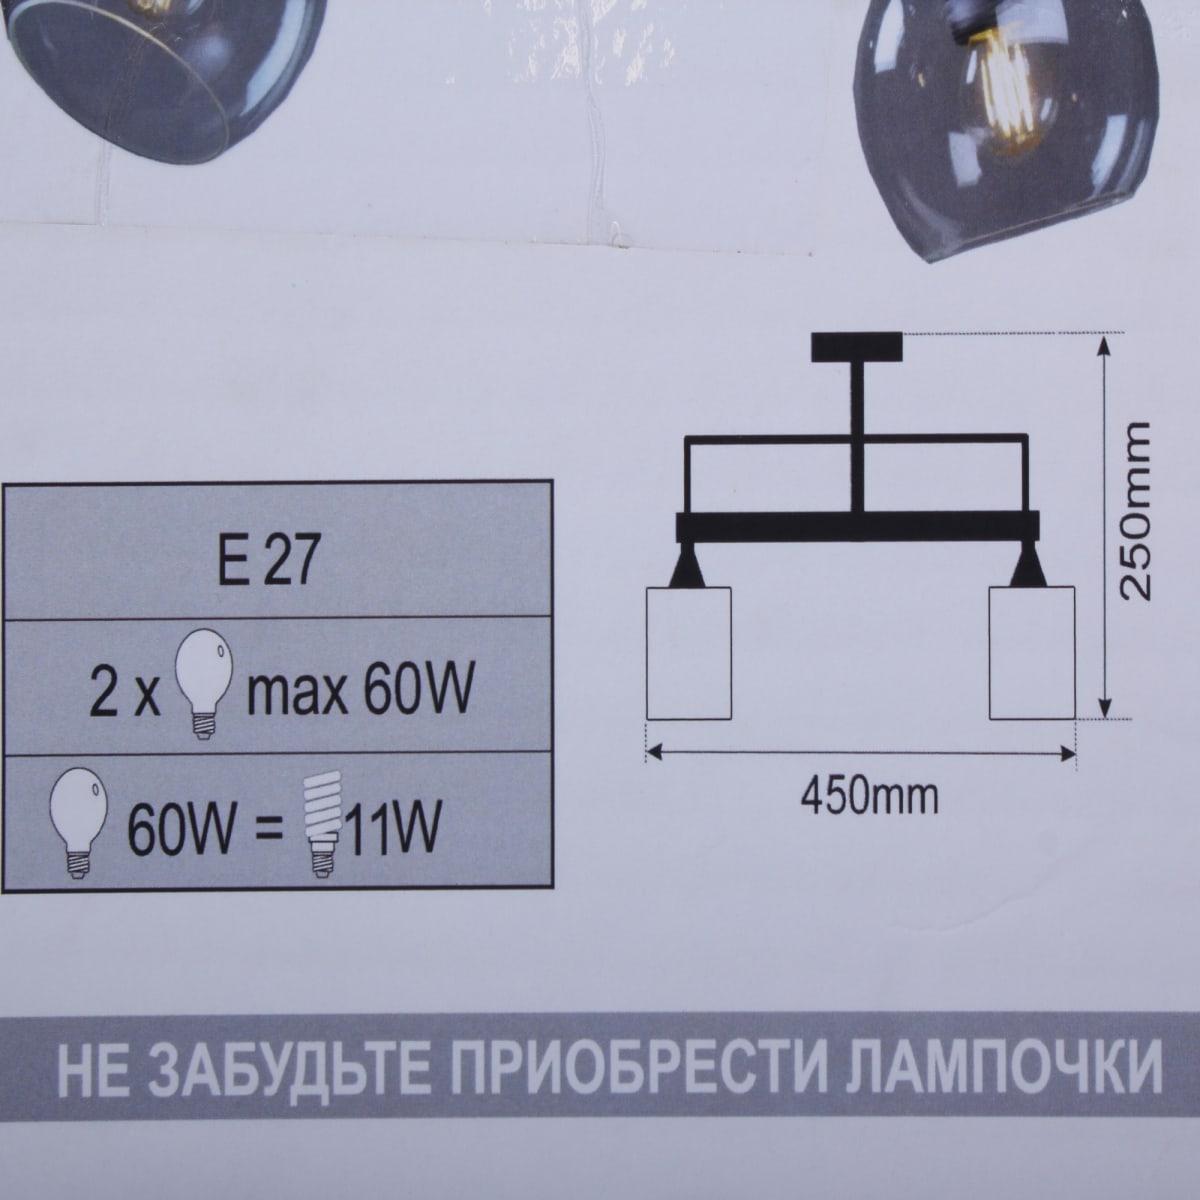 250mm
E 27
2 x max 60W
60W = 11W
450mm
НЕ ЗАБУДЬТЕ ПРИОБРЕСТИ ЛАМПОЧКИ